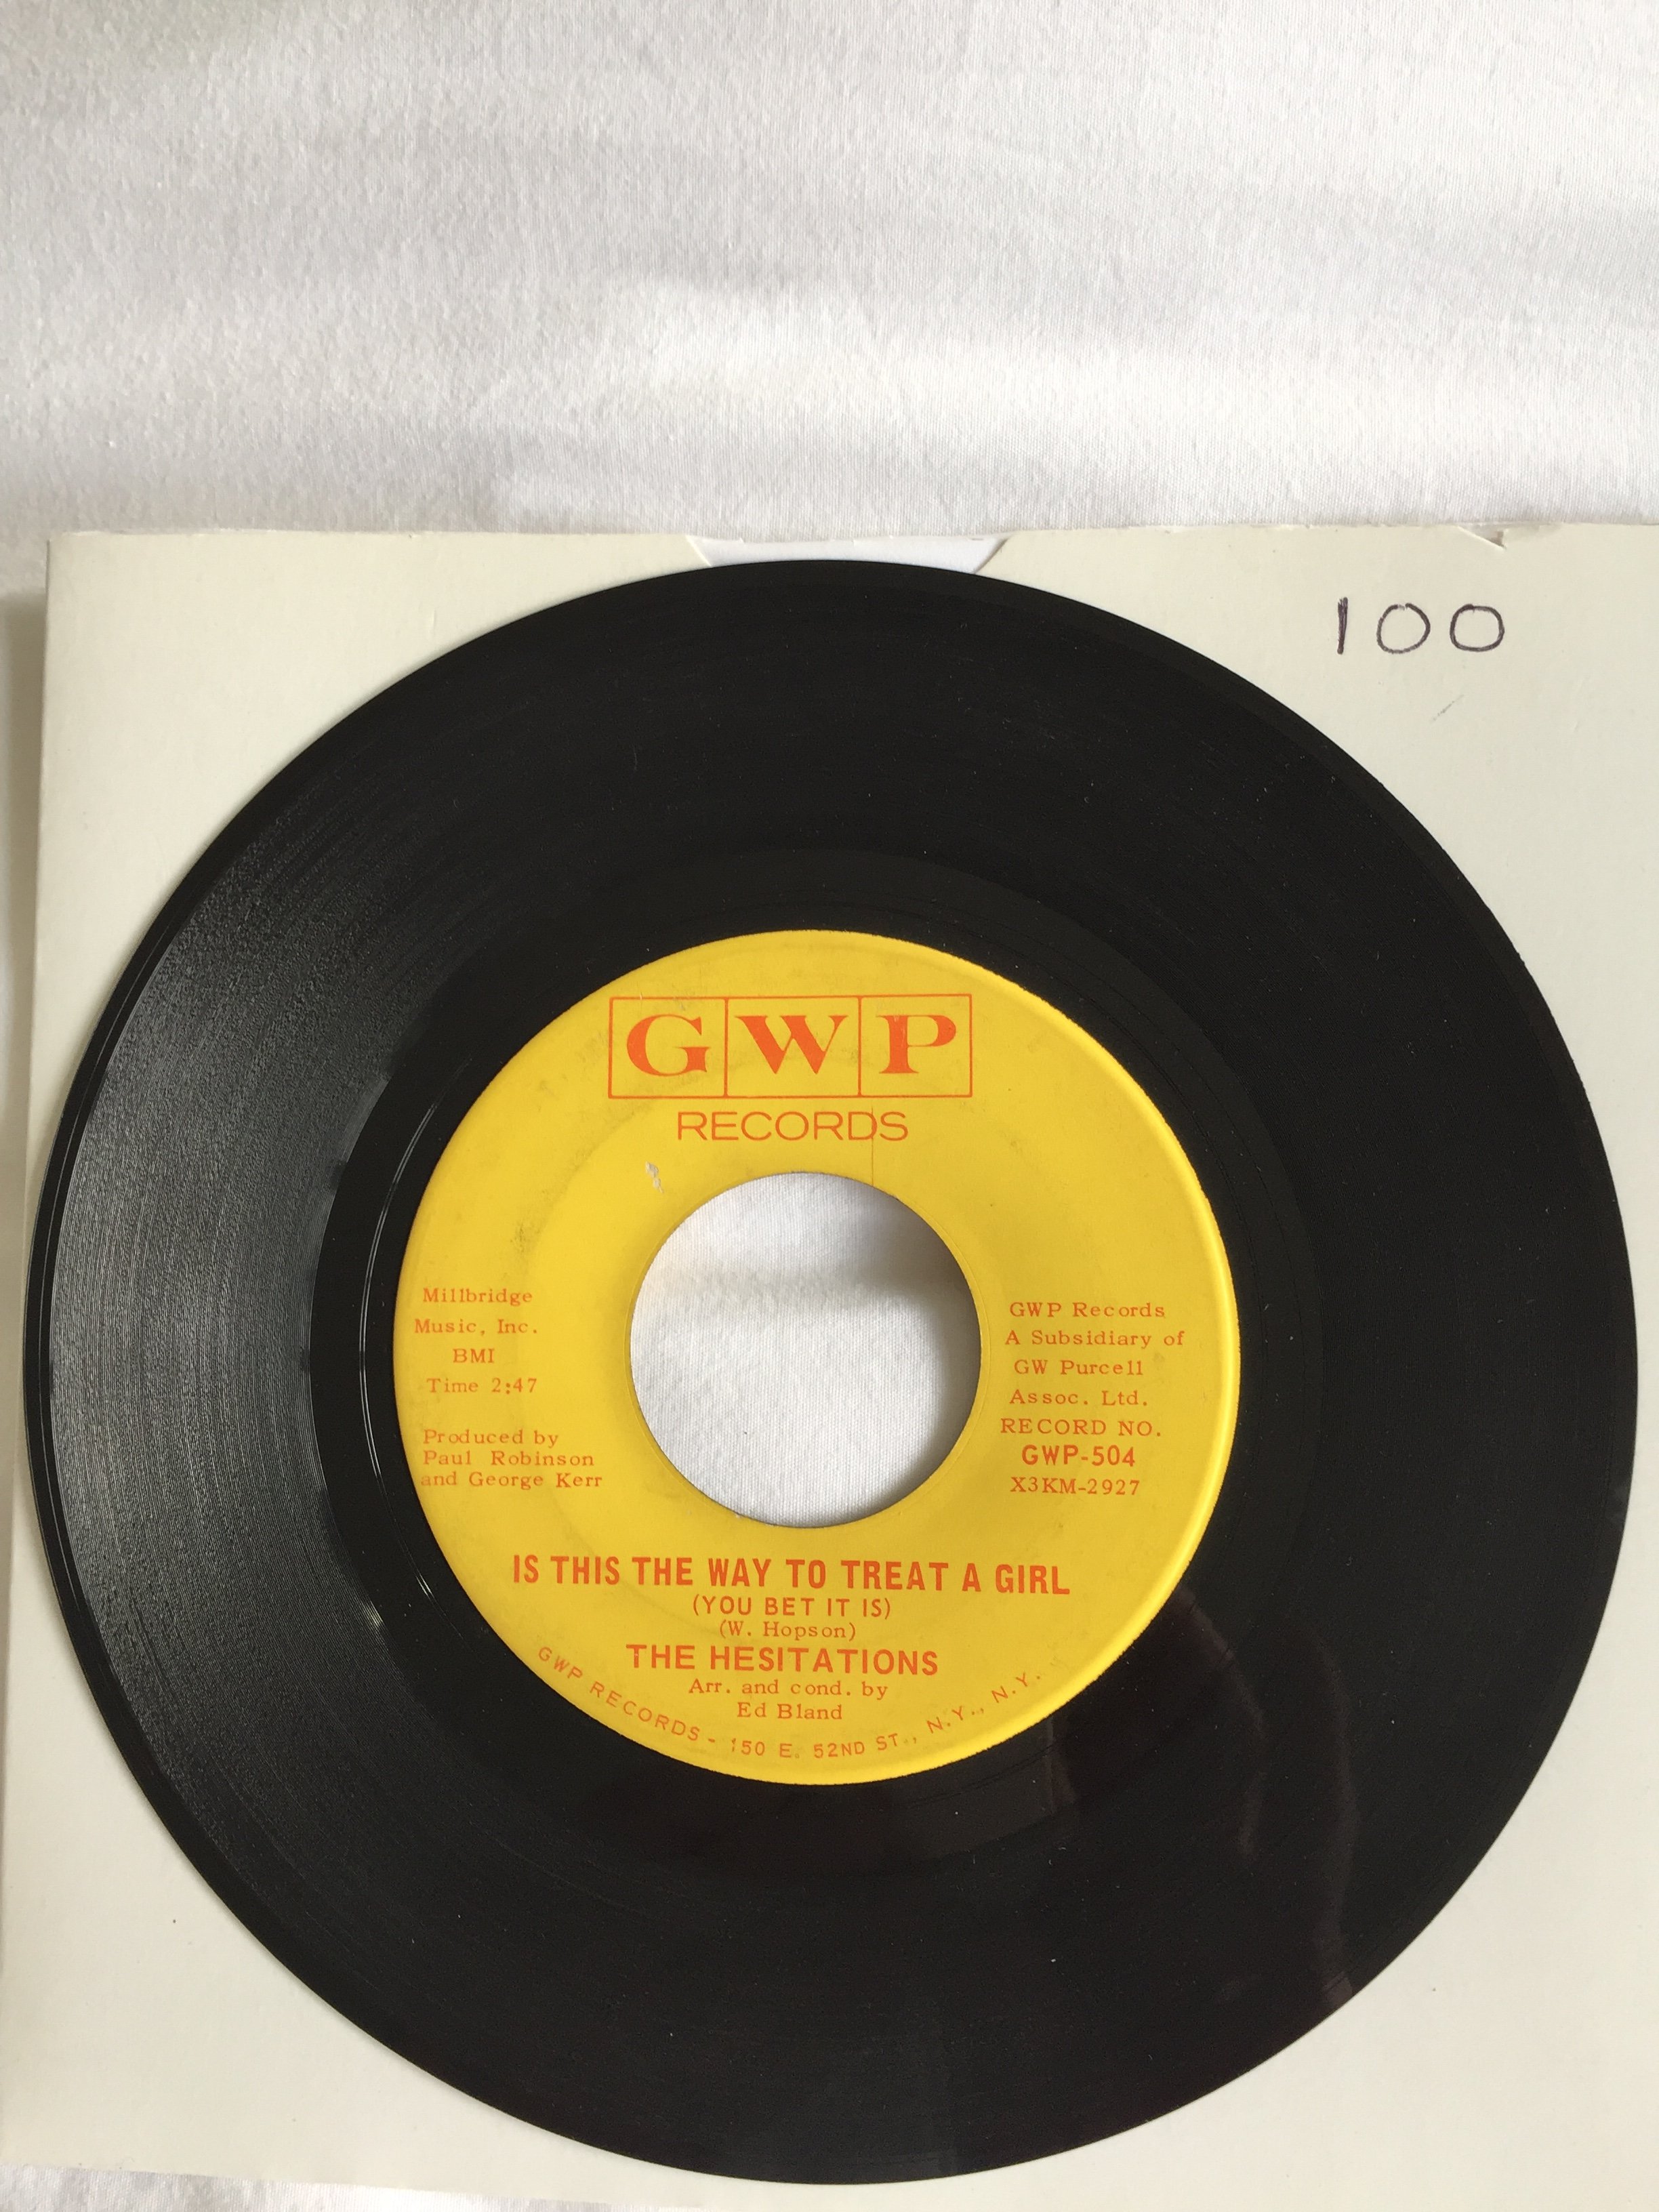 100
GWP
RECORDS
Millbridge
Music, Inc.
BMI
Time 2:47
Produced by
Paul Robinson
and George Kerr
GWP Records
A Subsidiary of
GW Purcell
Assoc. Ltd.
RECORD NO.
GWP-504
X3KM-2927
IS THIS THE WAY TO TREAT A GIRL
(YOU BET IT IS)
(W. Hopson)
THE HESITATIONS
Arr. and cond. by
Ed Bland
GWP RECORDS - 150 E. 52ND ST., N.Y., N.Y.